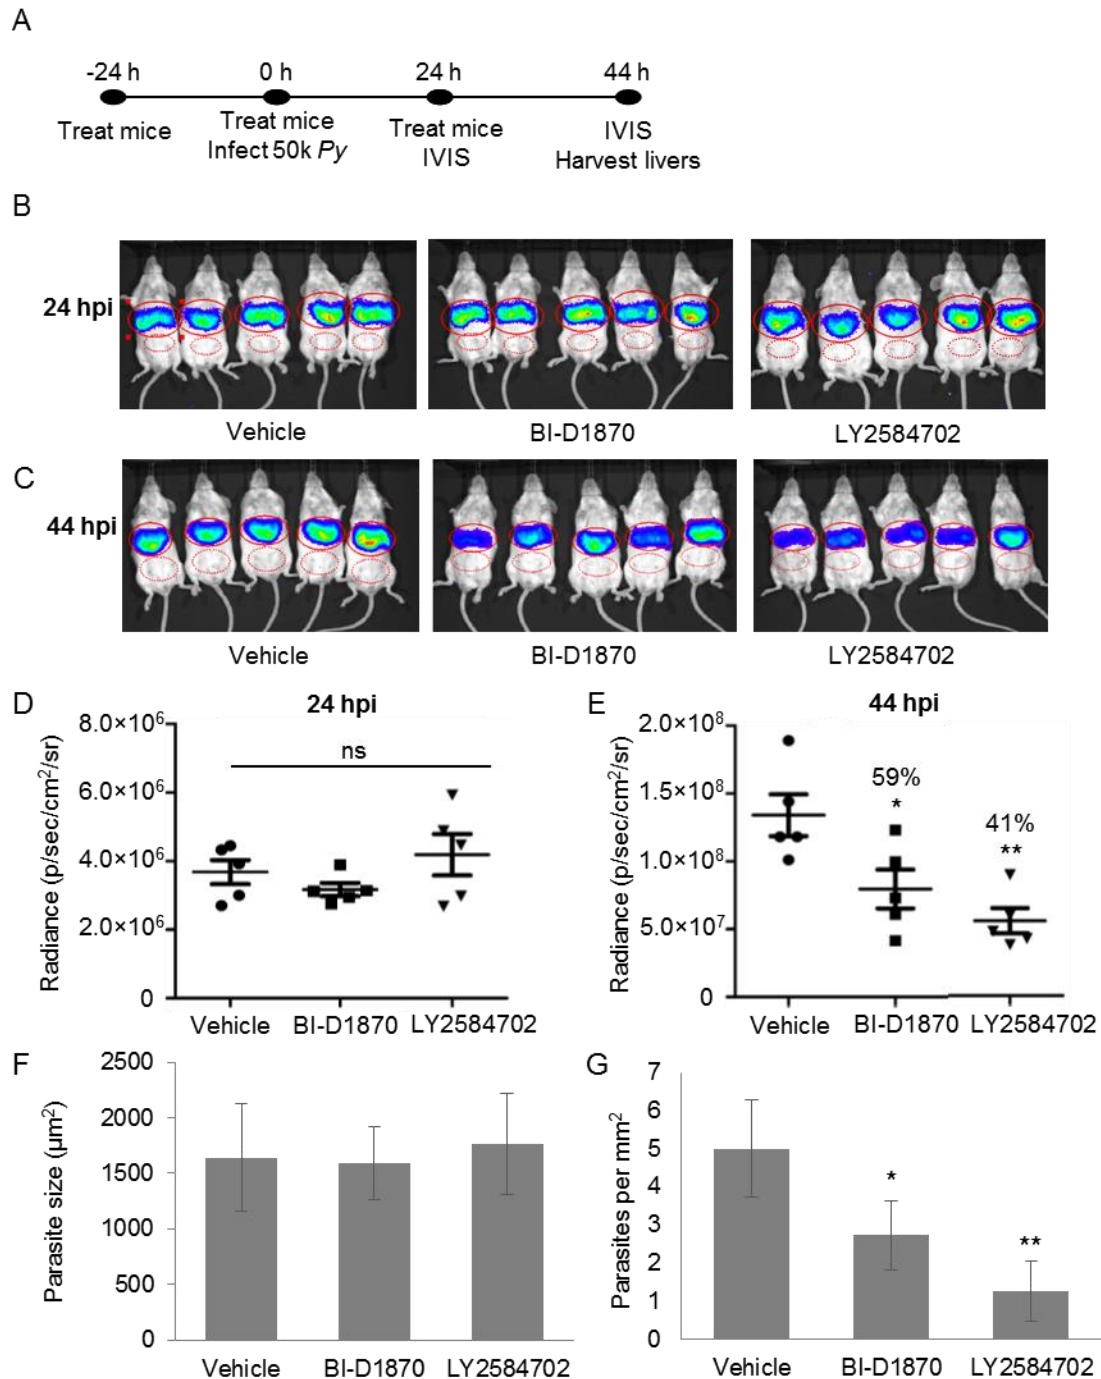 A
-24 h 0 h 24 h 44 h
Treat mice
Treat mice
Infect 50k Py
Treat mice
IVIS
IVIS
Harvest livers
B
24 hpi
Vehicle BI-D1870 LY2584702
C
44 hpi
Vehicle BI-D1870 LY2584702
D
24 hpi
Radiance (p/sec/cm²/sr)
8.0×10⁶
6.0×10⁶
4.0×10⁶
2.0×10⁶
0
ns
Vehicle BI-D1870 LY2584702
E
44 hpi
Radiance (p/sec/cm²/sr)
2.0×10⁸
1.5×10⁸
1.0×10⁸
5.0×10⁷
0
59%
*
41%
**
Vehicle BI-D1870 LY2584702
F
Parasite size (µm²)
2500
2000
1500
1000
500
0
Vehicle BI-D1870 LY2584702
G
Parasites per mm²
7
6
5
4
3
2
1
0
*
**
Vehicle BI-D1870 LY2584702